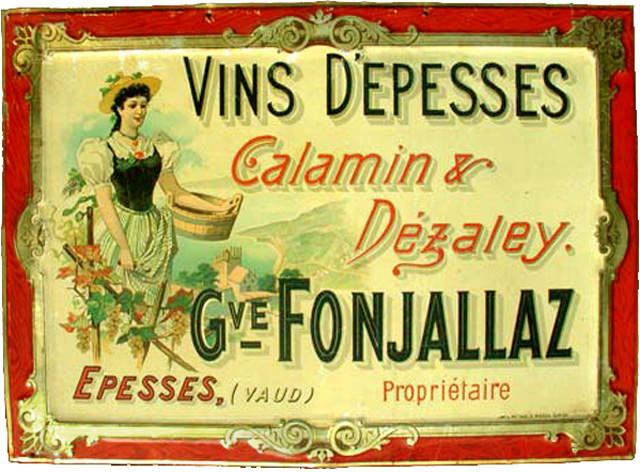 VINS D'EPESSES
Calamin &
Dézaley.
GVE FONJALLAZ
EPESSES, (VAUD) Propriétaire